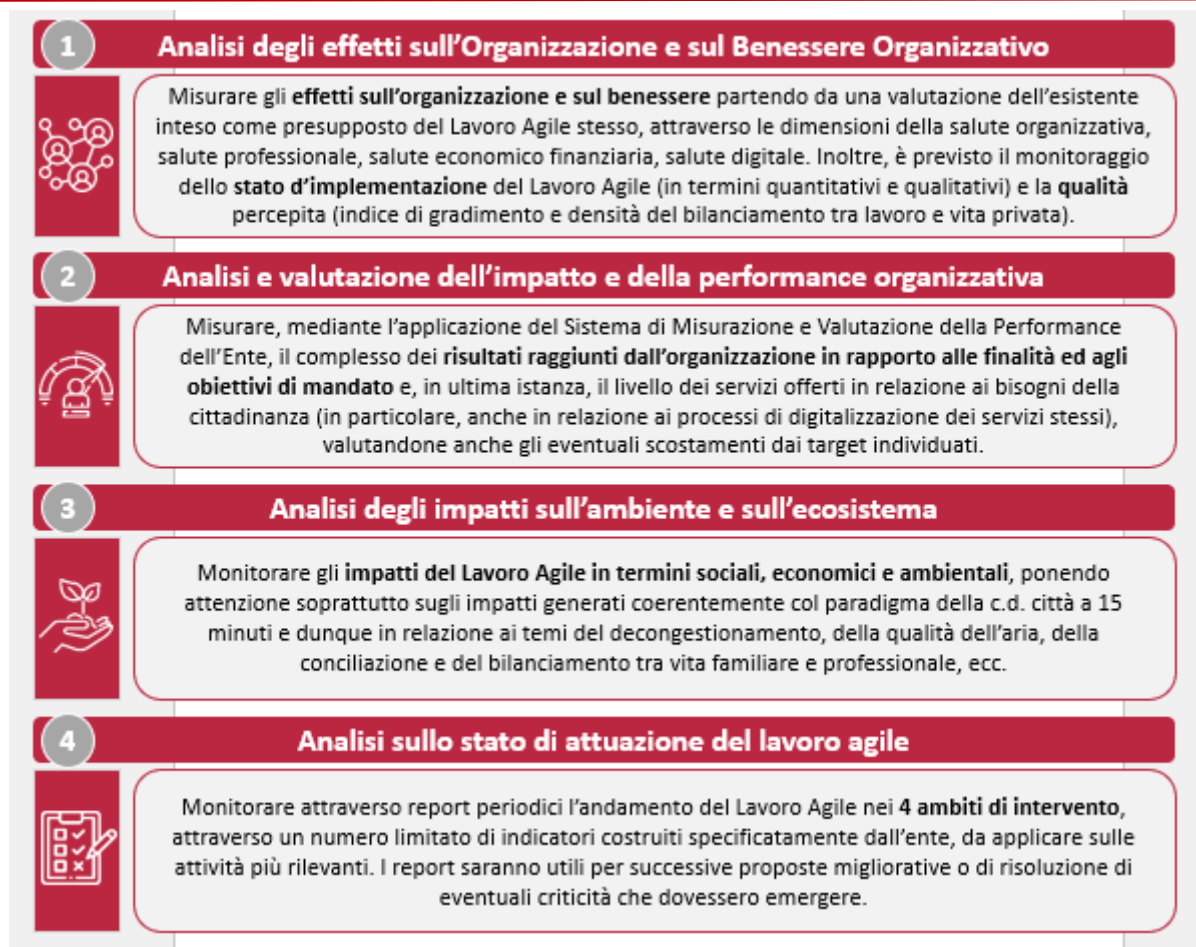 1
Analisi degli effetti sull'Organizzazione e sul Benessere Organizzativo
Misurare gli effetti sull'organizzazione e sul benessere partendo da una valutazione dell'esistente
inteso come presupposto del Lavoro Agile stesso, attraverso le dimensioni della salute organizzativa,
salute professionale, salute economico finanziaria, salute digitale. Inoltre, è previsto il monitoraggio
dello stato d'implementazione del Lavoro Agile (in termini quantitativi e qualitativi) e la qualità
percepita (indice di gradimento e densità del bilanciamento tra lavoro e vita privata).
2
Analisi e valutazione dell'impatto e della performance organizzativa
Misurare, mediante l'applicazione del Sistema di Misurazione e Valutazione della Performance
dell'Ente, il complesso dei risultati raggiunti dall'organizzazione in rapporto alle finalità ed agli
obiettivi di mandato e, in ultima istanza, il livello dei servizi offerti in relazione ai bisogni della
cittadinanza (in particolare, anche in relazione ai processi di digitalizzazione dei servizi stessi),
valutandone anche gli eventuali scostamenti dai target individuati.
3
Analisi degli impatti sull'ambiente e sull'ecosistema
Monitorare gli impatti del Lavoro Agile in termini sociali, economici e ambientali, ponendo
attenzione soprattutto sugli impatti generati coerentemente col paradigma della c.d. città a 15
minuti e dunque in relazione ai temi del decongestionamento, della qualità dell'aria, della
conciliazione e del bilanciamento tra vita familiare e professionale, ecc.
4
Analisi sullo stato di attuazione del lavoro agile
Monitorare attraverso report periodici l'andamento del Lavoro Agile nei 4 ambiti di intervento,
attraverso un numero limitato di indicatori costruiti specificatamente dall'ente, da applicare sulle
attività più rilevanti. I report saranno utili per successive proposte migliorative o di risoluzione di
eventuali criticità che dovessero emergere.